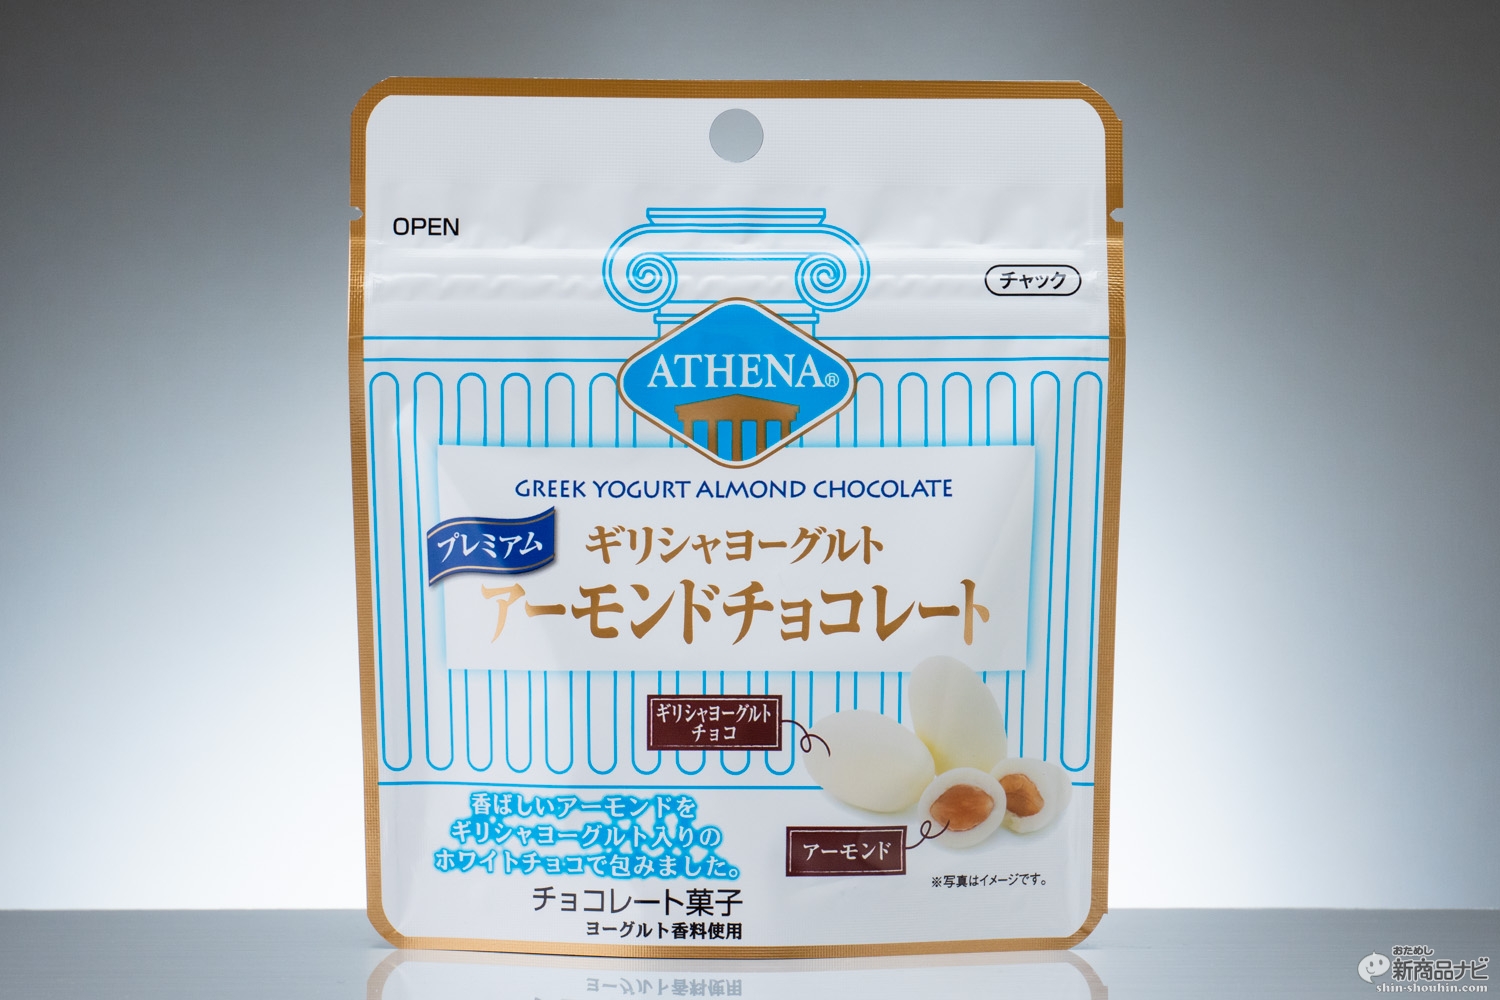 OPEN
チャック
ATHENA®
GREEK YOGURT ALMOND CHOCOLATE
プレミアム
ギリシャヨーグルト
アーモンドチョコレート
ギリシャヨーグルト
チョコ
アーモンド
香ばしいアーモンドを
ギリシャヨーグルト入りの
ホワイトチョコで包みました。
※写真はイメージです。
チョコレート菓子
ヨーグルト香料使用
おためし
新商品ナビ
shin-shouhin.com